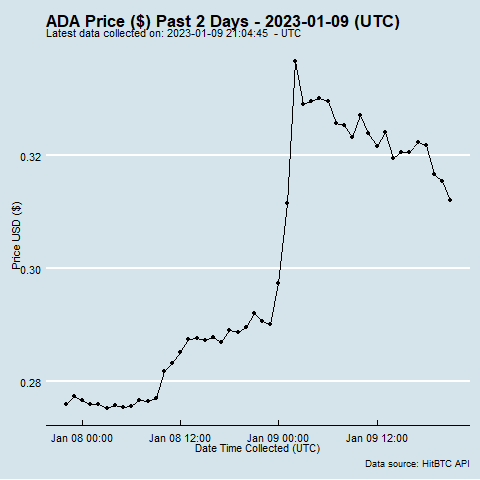 ADA Price ($) Past 2 Days - 2023-01-09 (UTC)
Latest data collected on: 2023-01-09 21:04:45  - UTC
Price USD ($)
0.32
0.30
0.28
Jan 08 00:00
Jan 08 12:00
Jan 09 00:00
Jan 09 12:00
Date Time Collected (UTC)
Data source: HitBTC API